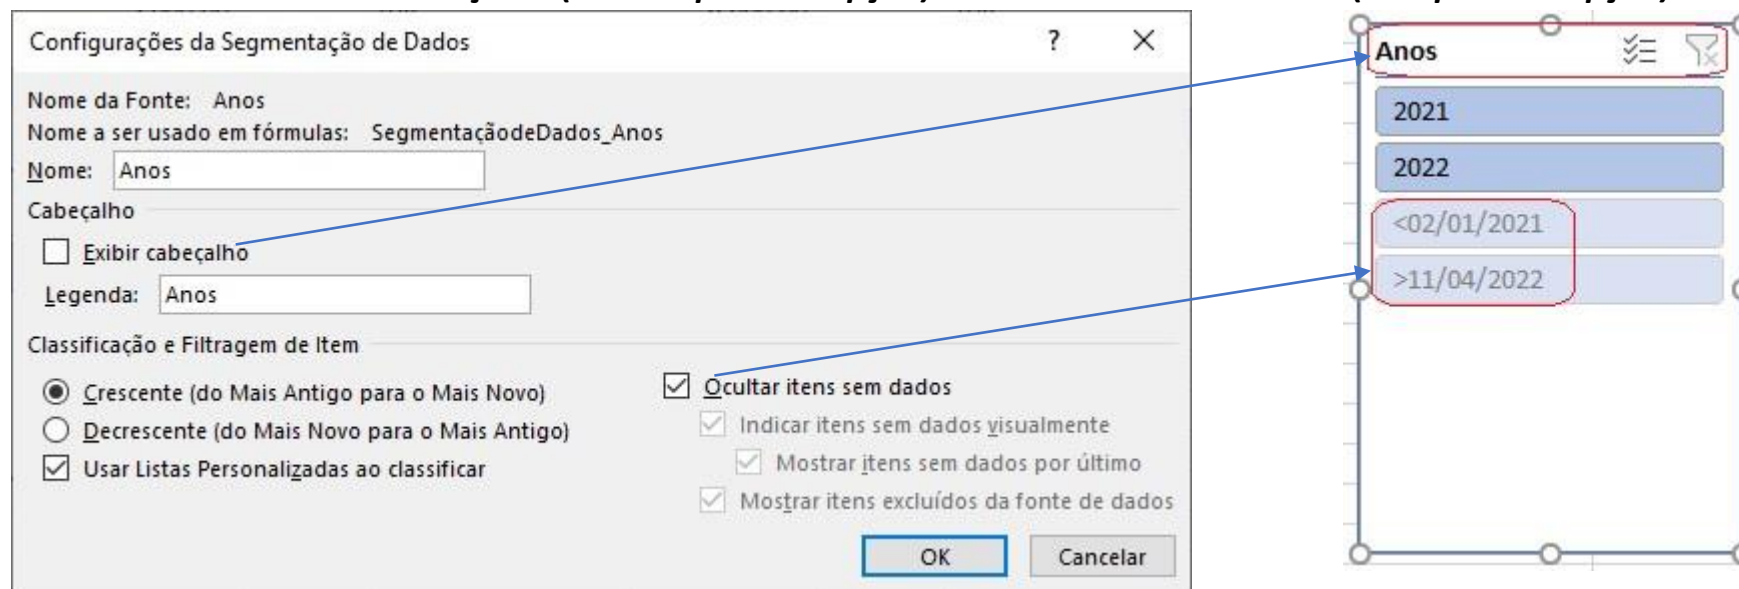 Configurações da Segmentação de Dados ? ×
Nome da Fonte: Anos
Nome a ser usado em fórmulas: SegmentaçãodeDados_Anos
Nome: Anos
Cabeçalho
Exibir cabeçalho
Legenda: Anos
Classificação e Filtragem de Item
Crescente (do Mais Antigo para o Mais Novo)
Decrescente (do Mais Novo para o Mais Antigo)
Usar Listas Personalizadas ao classificar
Ocultar itens sem dados
Indicar itens sem dados visualmente
Mostrar itens sem dados por último
Mostrar itens excluídos da fonte de dados
OK Cancelar
Anos
2021
2022
<02/01/2021
>11/04/2022